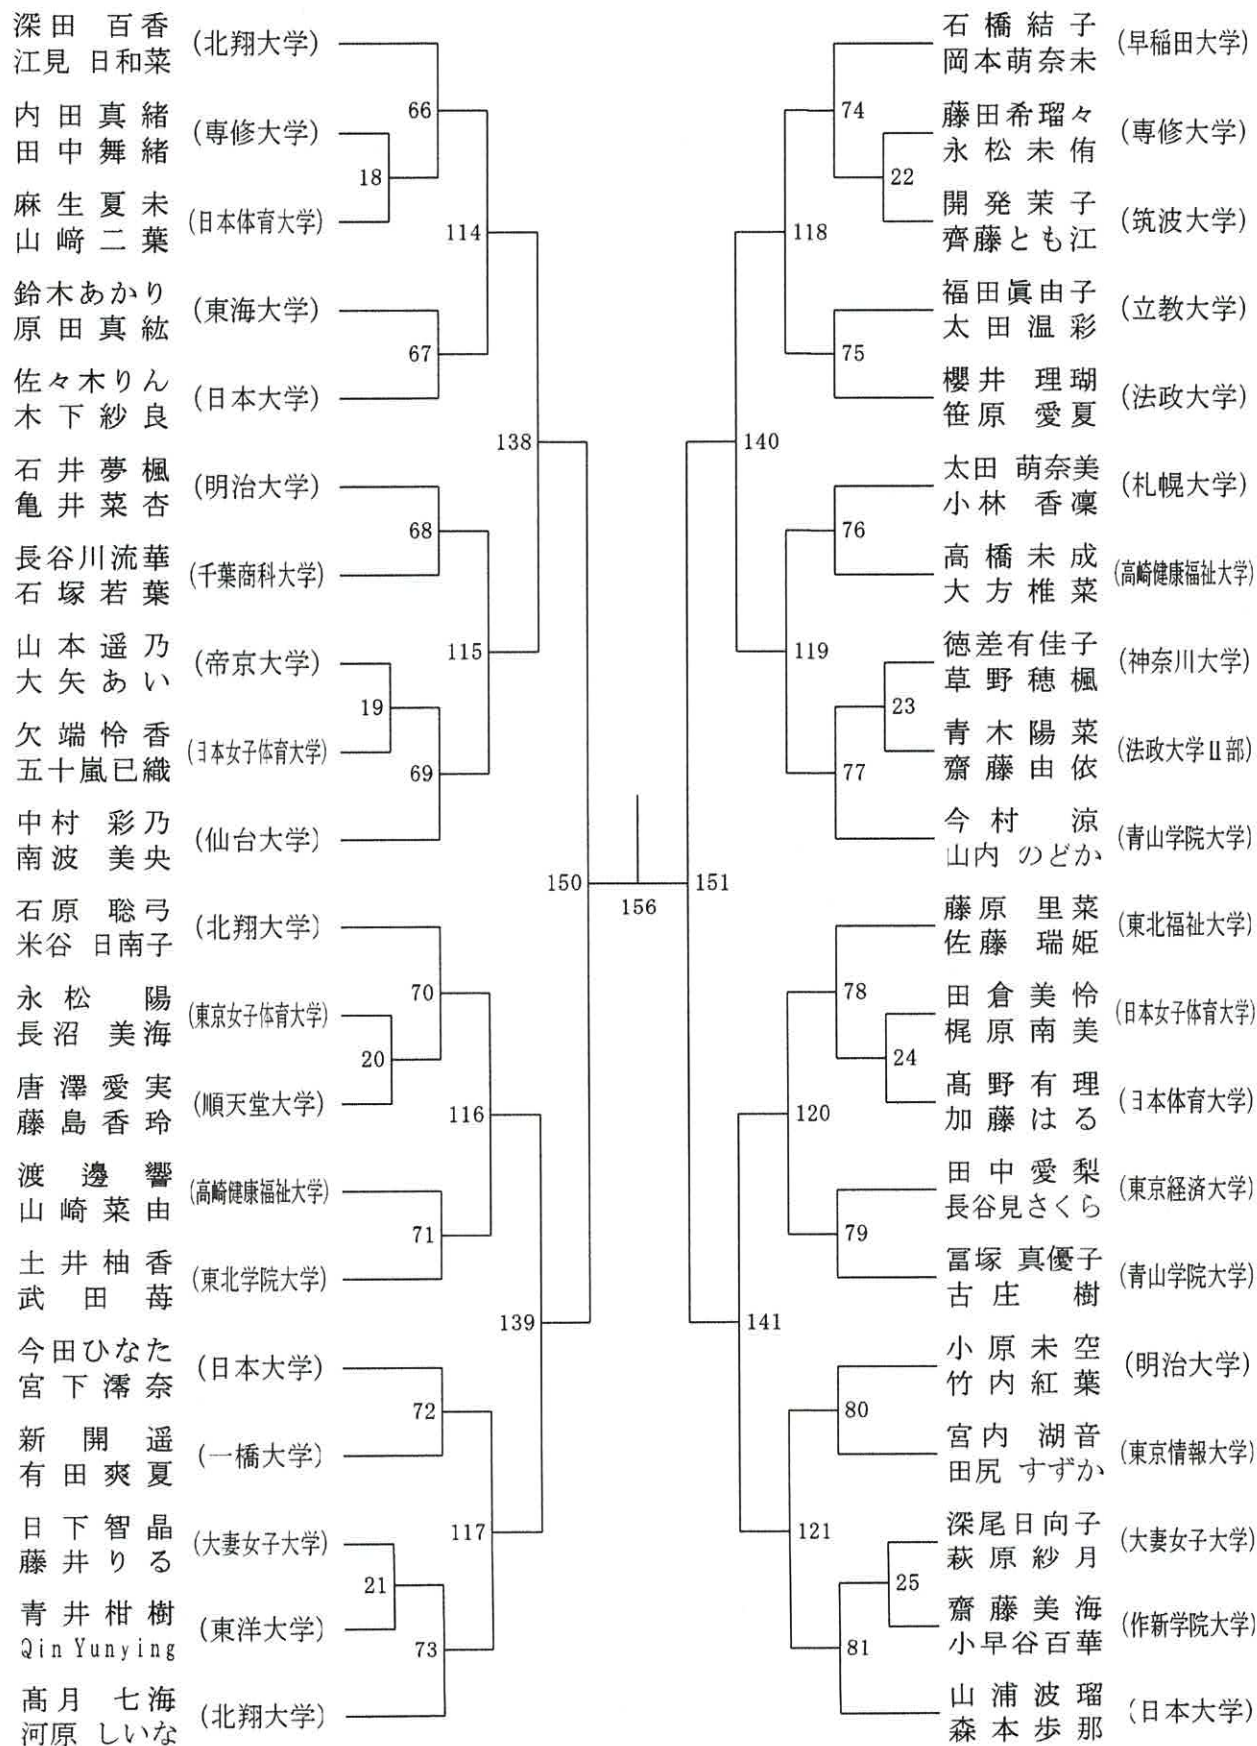 深田 百香
江見 日和菜
(北翔大学)
66
内田真緒
田中舞緒
(専修大学)
18
麻生夏未
山﨑二葉
(日本体育大学)
114
鈴木あかり
原田真紘
(東海大学)
67
佐々木りん
木下紗良
(日本大学)
138
石井夢楓
亀井菜杏
(明治大学)
68
長谷川流華
石塚若葉
(千葉商科大学)
115
山本遥乃
大矢あい
(帝京大学)
19
欠端怜香
五十嵐已織
(日本女子体育大学)
69
中村 彩乃
南波 美央
(仙台大学)
150
石原 聡弓
米谷 日南子
(北翔大学)
70
永松 陽
長沼 美海
(東京女子体育大学)
20
唐澤愛実
藤島香玲
(順天堂大学)
116
渡邊響
山崎菜由
(高崎健康福祉大学)
71
土井柚香
武田苺
(東北学院大学)
139
今田ひなた
宮下澪奈
(日本大学)
72
新開遥
有田爽夏
(一橋大学)
117
日下智晶
藤井りる
(大妻女子大学)
21
青井柑樹
Qin Yunying
(東洋大学)
73
髙月 七海
河原 しいな
(北翔大学)
156
石橋結子
岡本萌奈未
(早稲田大学)
74
藤田希瑠々
永松未侑
(専修大学)
22
開発茉子
齊藤とも江
(筑波大学)
118
福田眞由子
太田温彩
(立教大学)
75
櫻井 理瑚
笹原 愛夏
(法政大学)
140
太田 萌奈美
小林 香凜
(札幌大学)
76
高橋未成
大方椎菜
(高崎健康福祉大学)
119
徳差有佳子
草野穂楓
(神奈川大学)
23
青木陽菜
齋藤由依
(法政大学Ⅱ部)
77
今村 涼
山内 のどか
(青山学院大学)
151
藤原 里菜
佐藤 瑞姫
(東北福祉大学)
78
田倉美怜
梶原南美
(日本女子体育大学)
24
髙野有理
加藤はる
(日本体育大学)
120
田中愛梨
長谷見さくら
(東京経済大学)
79
冨塚 真優子
古庄 樹
(青山学院大学)
141
小原未空
竹内紅葉
(明治大学)
80
宮内 湖音
田尻 すずか
(東京情報大学)
121
深尾日向子
萩原紗月
(大妻女子大学)
25
齋藤美海
小早谷百華
(作新学院大学)
81
山浦波瑠
森本歩那
(日本大学)